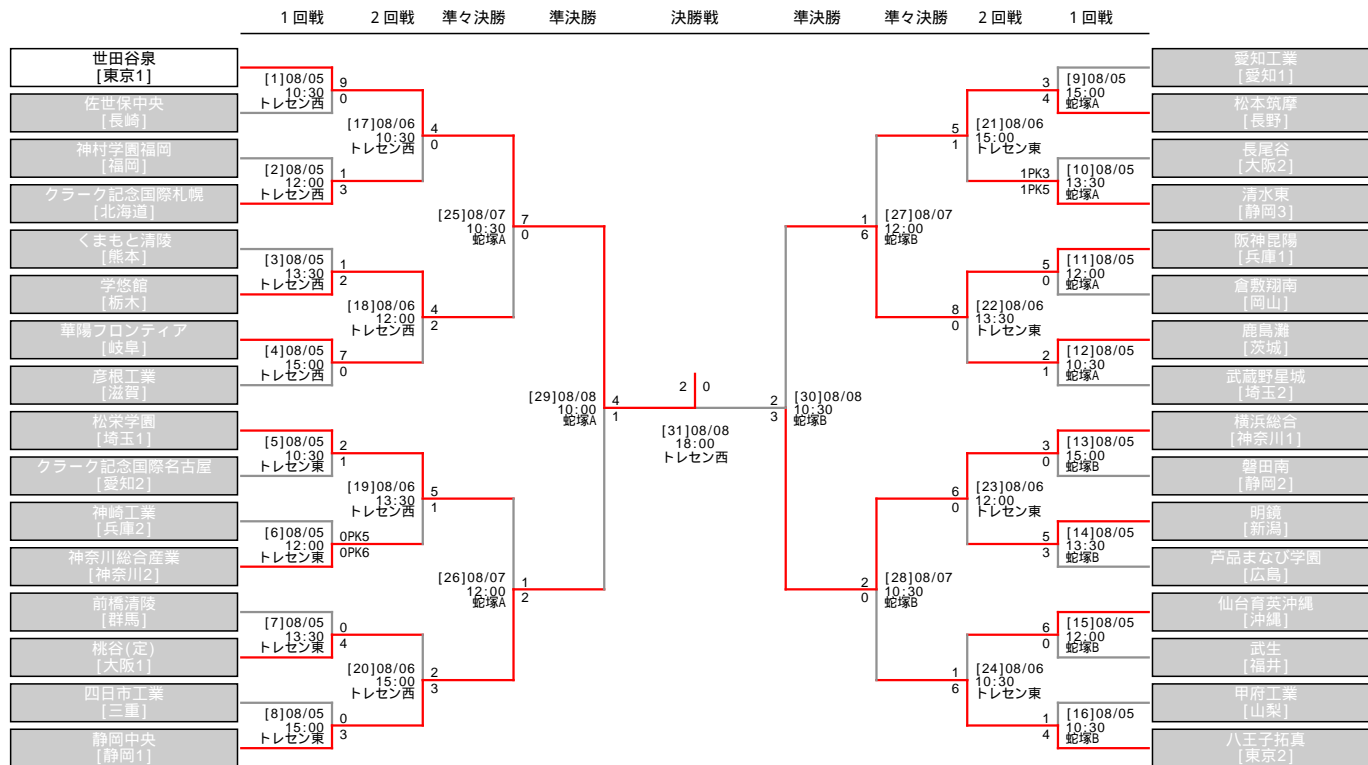 1回戦 2回戦 準々決勝 準決勝 決勝戦 準決勝 準々決勝 2回戦 1回戦
世田谷泉
[東京1]
佐世保中央
[長崎]
神村学園福岡
[福岡]
クラーク記念国際札幌
[北海道]
くまもと清陵
[熊本]
学悠館
[栃木]
華陽フロンティア
[岐阜]
彦根工業
[滋賀]
松栄学園
[埼玉1]
クラーク記念国際名古屋
[愛知2]
神崎工業
[兵庫2]
神奈川総合産業
[神奈川2]
前橋清陵
[群馬]
桃谷(定)
[大阪1]
四日市工業
[三重]
静岡中央
[静岡1]
[1]08/05
10:30
トレセン西
9
0
[2]08/05
12:00
トレセン西
1
3
[3]08/05
13:30
トレセン西
1
2
[4]08/05
15:00
トレセン西
7
0
[5]08/05
10:30
トレセン東
2
1
[6]08/05
12:00
トレセン東
0PK5
0PK6
[7]08/05
13:30
トレセン東
0
4
[8]08/05
15:00
トレセン東
0
3
[17]08/06
10:30
トレセン西
4
0
[18]08/06
12:00
トレセン西
4
2
[19]08/06
13:30
トレセン西
5
1
[20]08/06
15:00
トレセン西
2
3
[25]08/07
10:30
蛇塚A
7
0
[26]08/07
12:00
蛇塚A
1
2
[29]08/08
10:00
蛇塚A
4
1
2 0
[31]08/08
18:00
トレセン西
2
3
[30]08/08
10:30
蛇塚B
1
6
[27]08/07
12:00
蛇塚B
2
0
[28]08/07
10:30
蛇塚B
5
1
[21]08/06
15:00
トレセン東
8
0
[22]08/06
13:30
トレセン東
6
0
[23]08/06
12:00
トレセン東
1
6
[24]08/06
10:30
トレセン東
3
4
[9]08/05
15:00
蛇塚A
1PK3
1PK5
[10]08/05
13:30
蛇塚A
5
0
[11]08/05
12:00
蛇塚A
2
1
[12]08/05
10:30
蛇塚A
3
0
[13]08/05
15:00
蛇塚B
5
3
[14]08/05
13:30
蛇塚B
6
0
[15]08/05
12:00
蛇塚B
1
4
[16]08/05
10:30
蛇塚B
愛知工業
[愛知1]
松本筑摩
[長野]
長尾谷
[大阪2]
清水東
[静岡3]
阪神昆陽
[兵庫1]
倉敷翔南
[岡山]
鹿島灘
[茨城]
武蔵野星城
[埼玉2]
横浜総合
[神奈川1]
磐田南
[静岡2]
明鏡
[新潟]
芦品まなび学園
[広島]
仙台育英沖縄
[沖縄]
武生
[福井]
甲府工業
[山梨]
八王子拓真
[東京2]